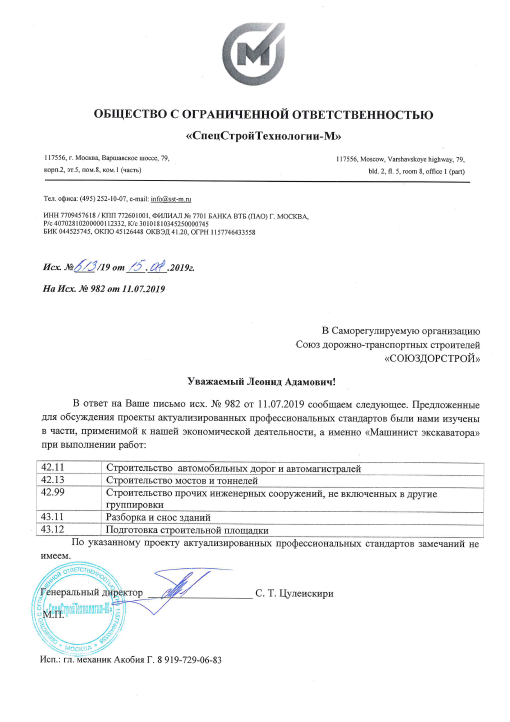 ОБЩЕСТВО С ОГРАНИЧЕННОЙ ОТВЕТСТВЕННОСТЬЮ
«СпецСтройТехнологии-М»
117556, г. Москва, Варшавское шоссе, 79,
корп.2, эт.5, пом.8, ком.1 (часть)
117556, Moscow, Varshavskoye highway, 79,
bld. 2, fl. 5, room 8, office 1 (part)
Тел. офиса: (495) 252-10-07, e-mail: info@sst-m.ru
ИНН 7709457618 / КПП 772601001, ФИЛИАЛ № 7701 БАНКА ВТБ (ПАО) Г. МОСКВА,
Р/с 40702810200000112332, К/с 30101810345250000745
БИК 044525745, ОКПО 45126448 ОКВЭД 41.20, ОГРН 1157746433558
Исх. № 613/19 от 15.08.2019г.
На Исх. № 982 от 11.07.2019
В Саморегулируемую организацию
Союз дорожно-транспортных строителей
«СОЮЗДОРСТРОЙ»
Уважаемый Леонид Адамович!
В ответ на Ваше письмо исх. № 982 от 11.07.2019 сообщаем следующее. Предложенные
для обсуждения проекты актуализированных профессиональных стандартов были нами изучены
в части, применимой к нашей экономической деятельности, а именно «Машинист экскаватора»
при выполнении работ:
42.11 Строительство автомобильных дорог и автомагистралей
42.13 Строительство мостов и тоннелей
42.99 Строительство прочих инженерных сооружений, не включенных в другие
группировки
43.11 Разборка и снос зданий
43.12 Подготовка строительной площадки
По указанному проекту актуализированных профессиональных стандартов замечаний не
имеем.
Генеральный директор С. Т. Цулеискири
М.П.
«СпецСтройТехнологии-М»
МОСКВА
Исп.: гл. механик Акобия Г. 8 919-729-06-83